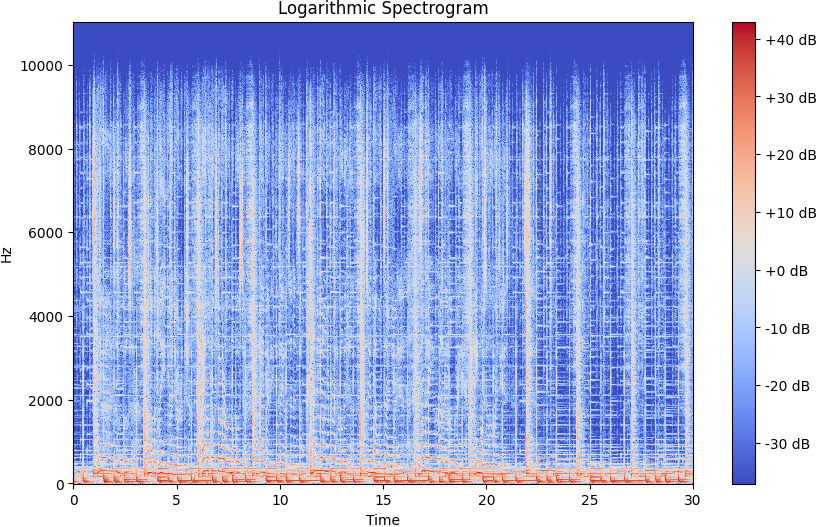 Logarithmic Spectrogram
Hz
10000
8000
6000
4000
2000
0
0 5 10 15 20 25 30
Time
+40 dB
+30 dB
+20 dB
+10 dB
+0 dB
-10 dB
-20 dB
-30 dB